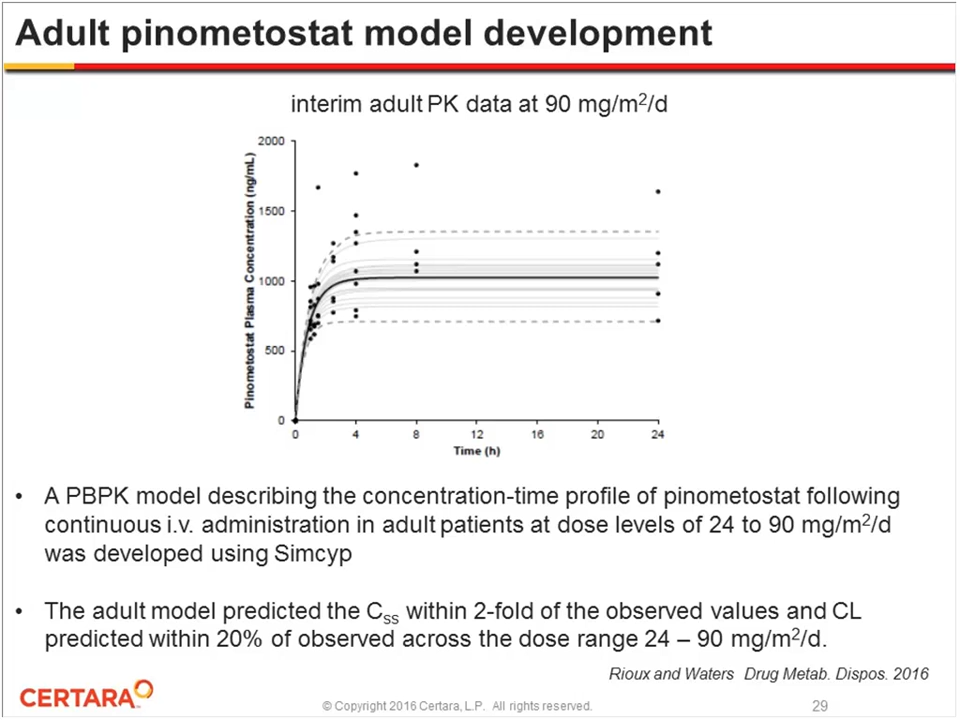 Adult pinometostat model development
interim adult PK data at 90 mg/m²/d
Pinometostat Plasma Concentration (ng/mL)
2000
1500
1000
500
0
0 4 8 12 16 20 24
Time (h)
• A PBPK model describing the concentration-time profile of pinometostat following
continuous i.v. administration in adult patients at dose levels of 24 to 90 mg/m²/d
was developed using Simcyp
• The adult model predicted the Css within 2-fold of the observed values and CL
predicted within 20% of observed across the dose range 24 – 90 mg/m²/d.
Rioux and Waters Drug Metab. Dispos. 2016
CERTARA
© Copyright 2016 Certara, L.P. All rights reserved.
29